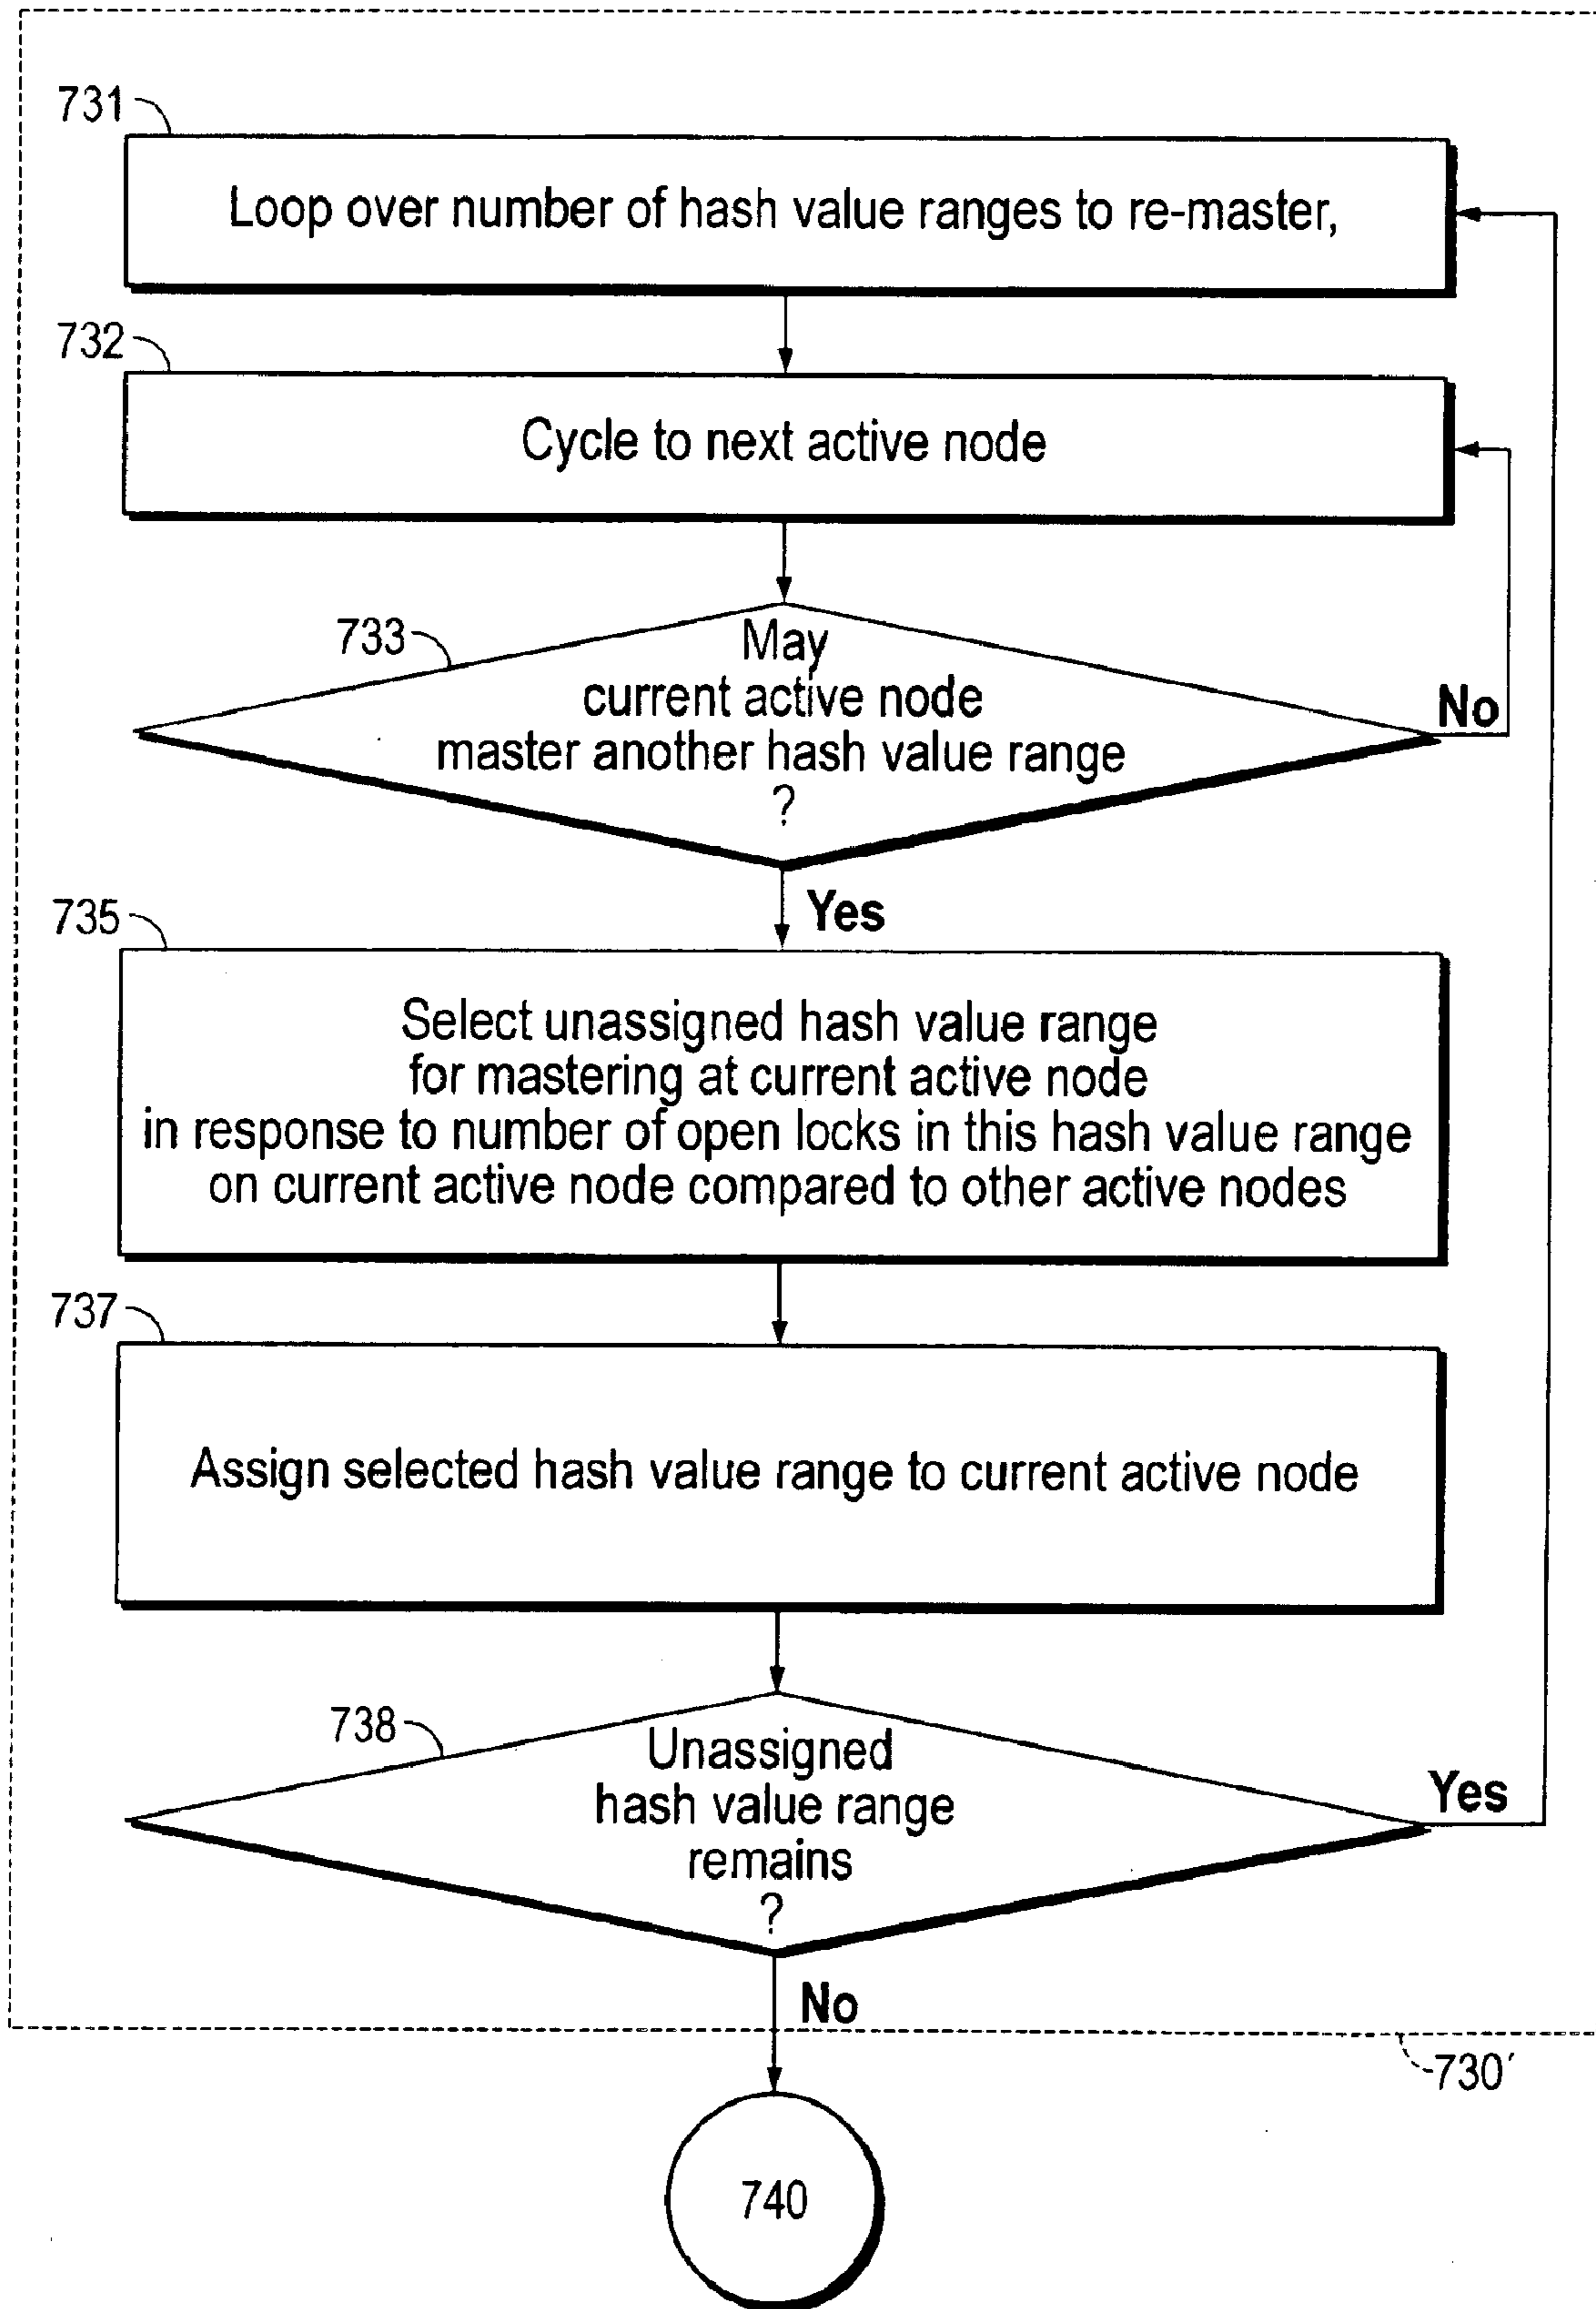 731
Loop over number of hash value ranges to re-master,
732
Cycle to next active node
733
May
current active node
master another hash value range
?
No
Yes
735
Select unassigned hash value range
for mastering at current active node
in response to number of open locks in this hash value range
on current active node compared to other active nodes
737
Assign selected hash value range to current active node
738
Unassigned
hash value range
remains
?
Yes
No
730′
740